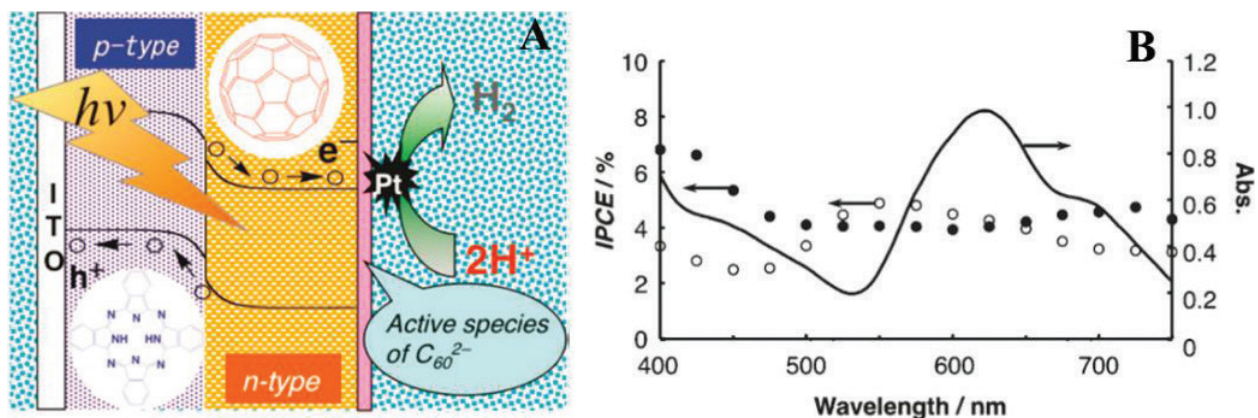 A
p-type
hν
e⁻
H₂
I
T
O
Pt
h⁺
2H⁺
N
N
N
NH
HN
N
N
N
Active species
of C₆₀²⁻
n-type
B
10
8
6
4
2
0
IPCE / %
1.2
1.0
0.8
0.6
0.4
0.2
0
Abs.
400
500
600
700
Wavelength / nm